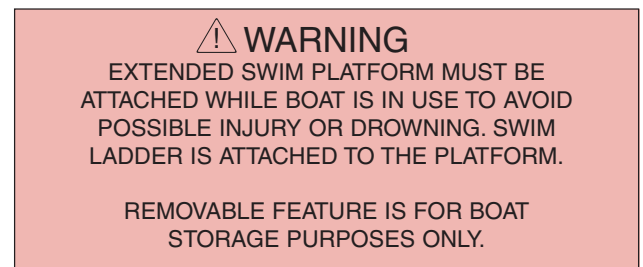 ⚠ WARNING
EXTENDED SWIM PLATFORM MUST BE
ATTACHED WHILE BOAT IS IN USE TO AVOID
POSSIBLE INJURY OR DROWNING. SWIM
LADDER IS ATTACHED TO THE PLATFORM.
REMOVABLE FEATURE IS FOR BOAT
STORAGE PURPOSES ONLY.